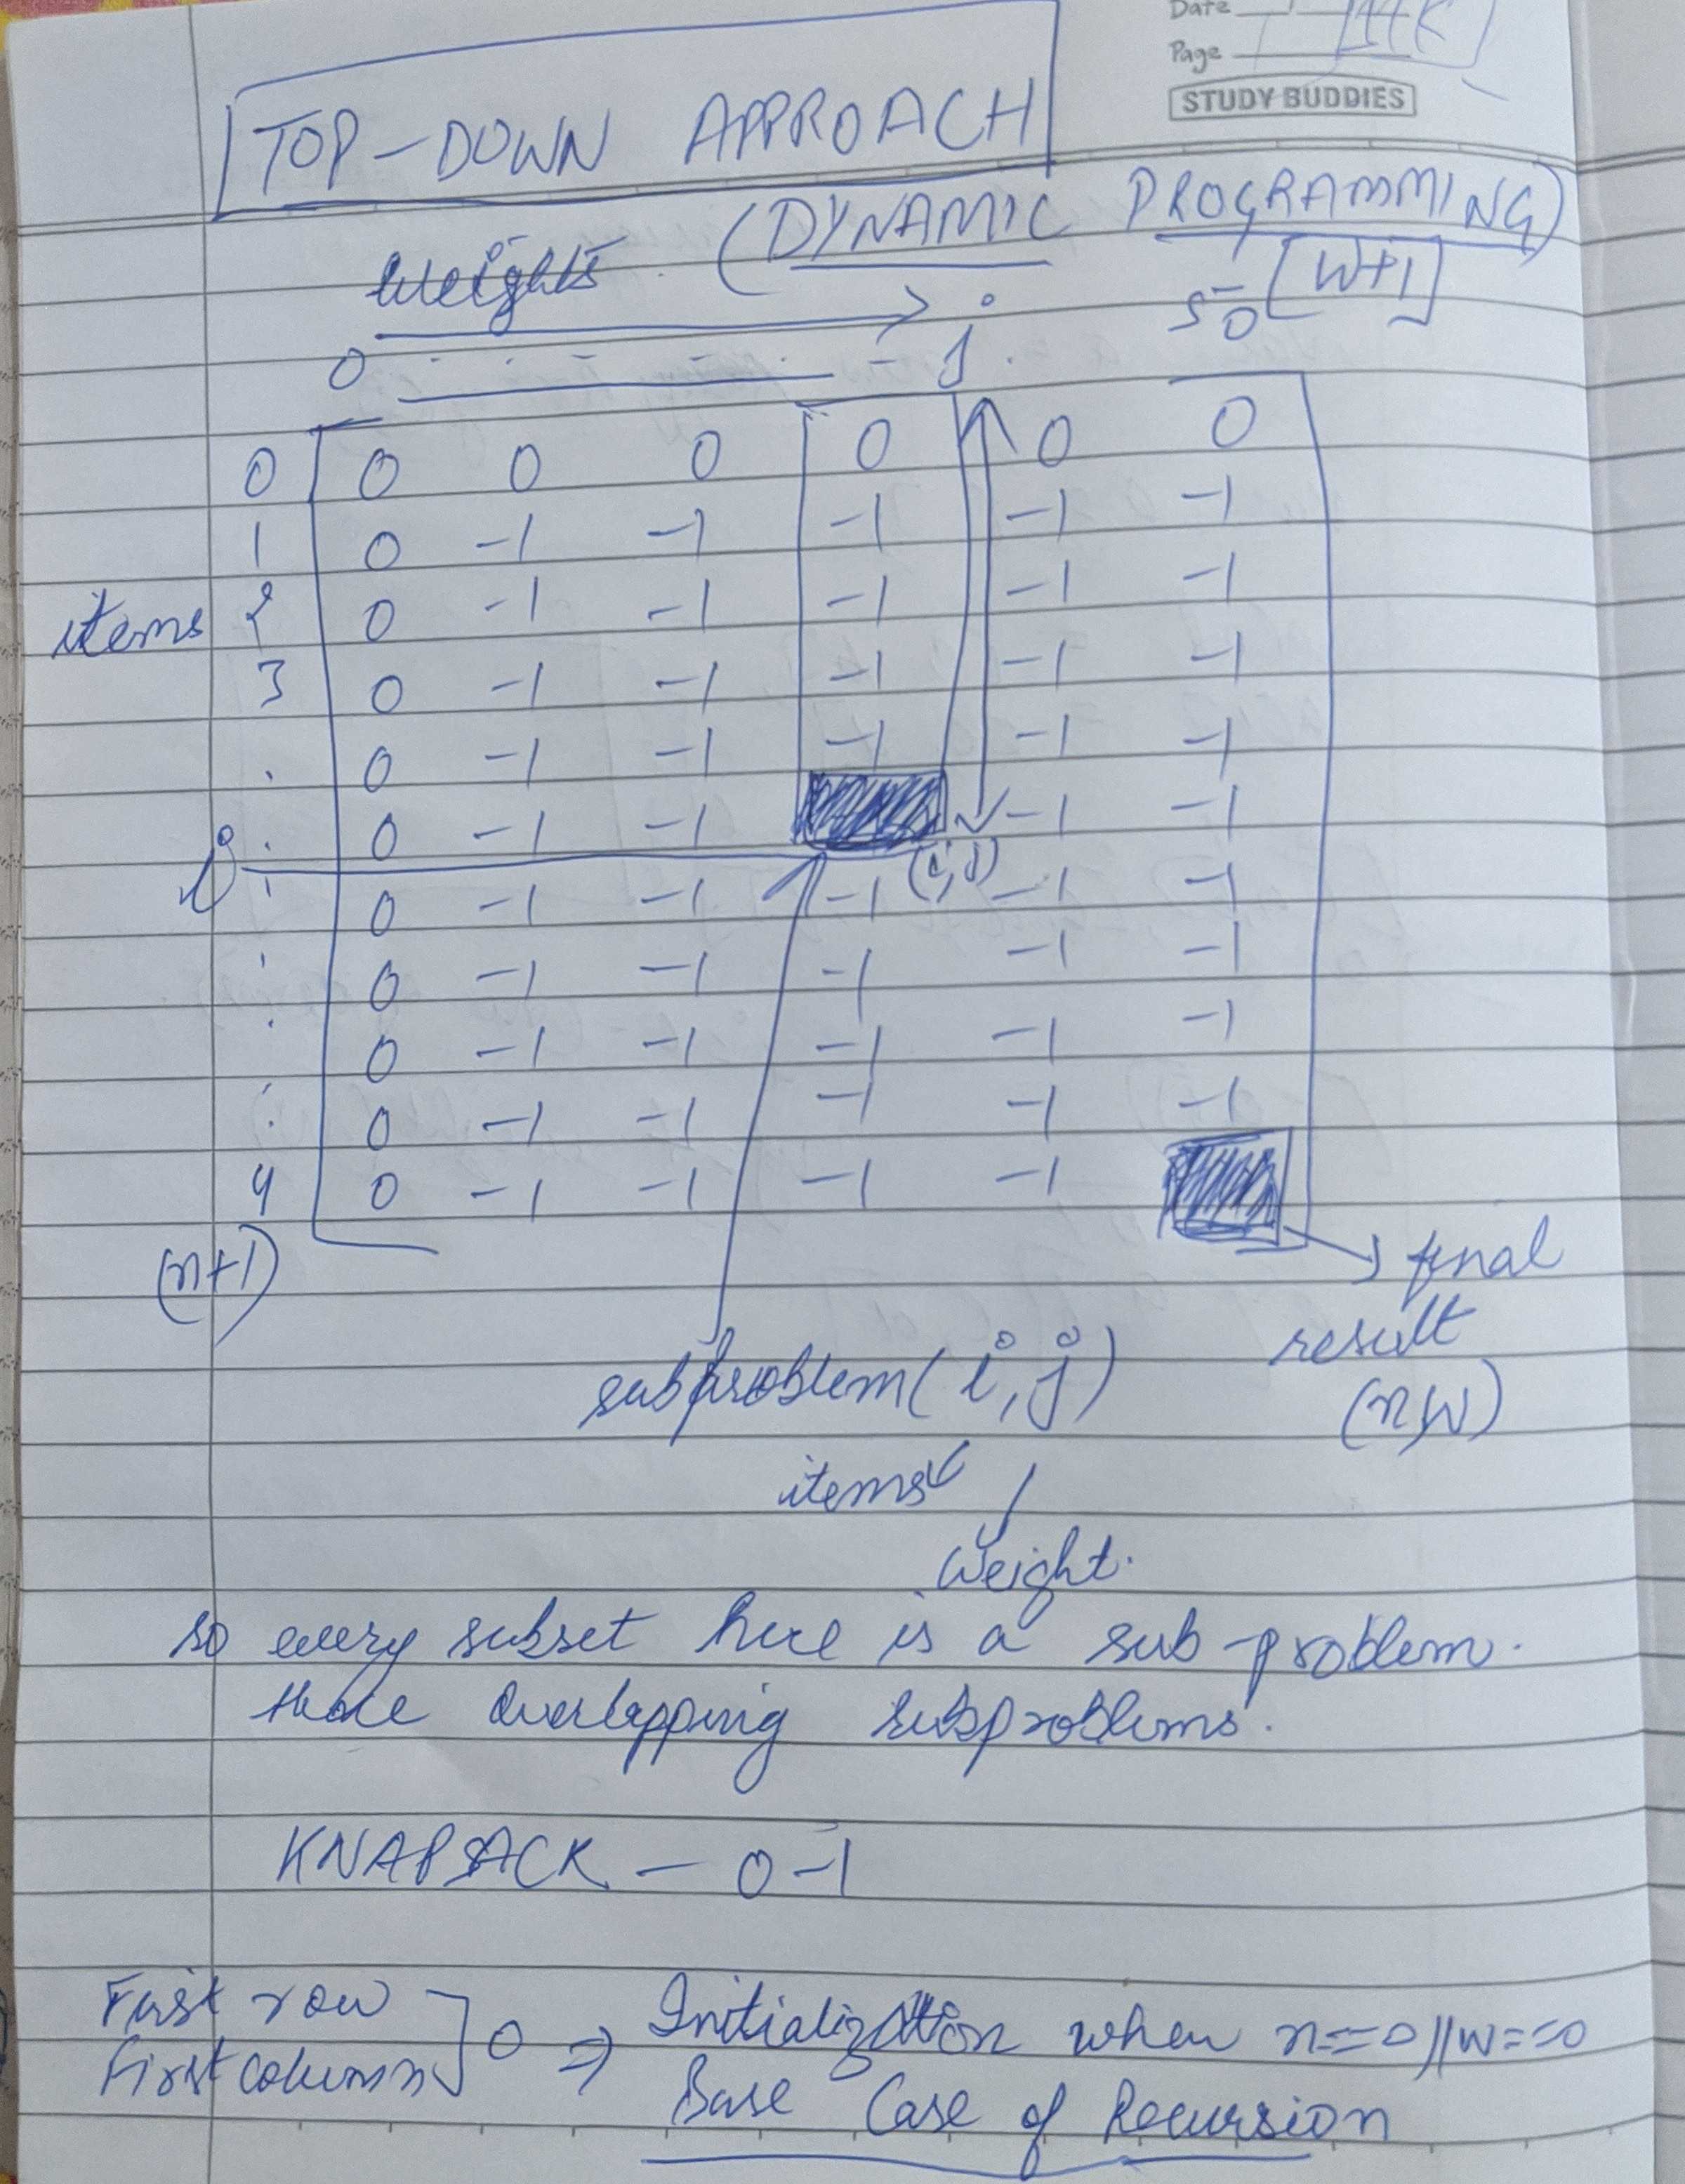 Date
Page
STUDY BUDDIES
TOP-DOWN APPROACH
(DYNAMIC PROGRAMMING)
Weights
50 [W+1]
0 - - - - - j
0 0 0 0 0 0 0
1 0 -1 -1 -1 -1 -1
items 2 0 -1 -1 -1 -1 -1
3 0 -1 -1 -1 -1 -1
. 0 -1 -1 -1 -1 -1
i . 0 -1 -1 -1 -1
(i,j)
. 0 -1 -1 -1 -1 -1
. 0 -1 -1 -1 -1 -1
. 0 -1 -1 -1 -1 -1
. 0 -1 -1 -1 -1 -1
4 0 -1 -1 -1 -1
(n+1)
final
result
(n,W)
subproblem(i,j)
items
Weight.
so every subset here is a sub-problem.
Overlapping subproblems.
KNAPSACK - 0-1
First row
First column
0 ⇒ Initialization when n==0||w==0
Base Case of Recursion